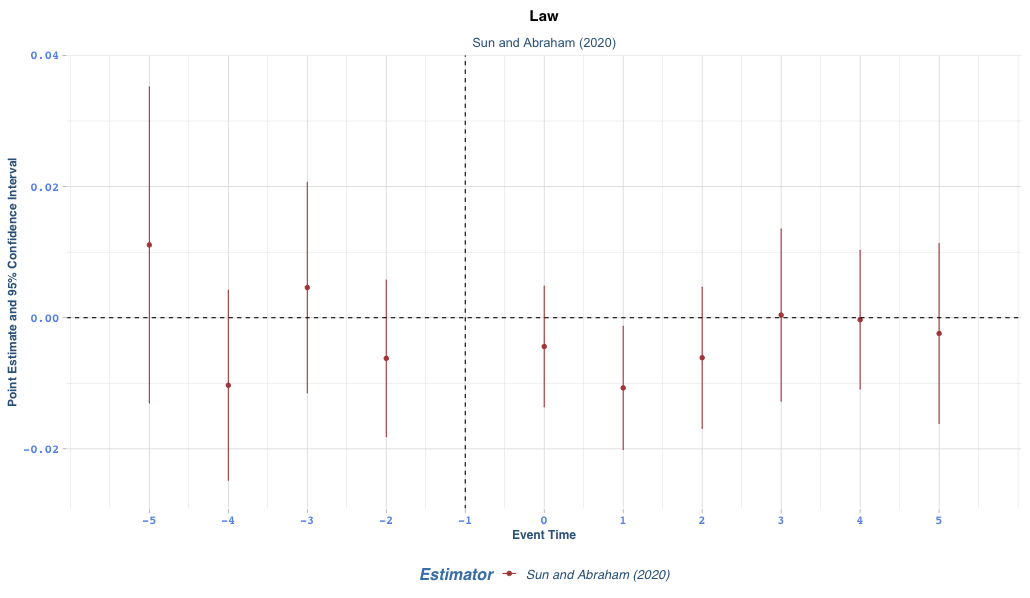 Law
Sun and Abraham (2020)
Point Estimate and 95% Confidence Interval
0.04
0.02
0.00
−0.02
−5 −4 −3 −2 −1 0 1 2 3 4 5
Event Time
Estimator Sun and Abraham (2020)